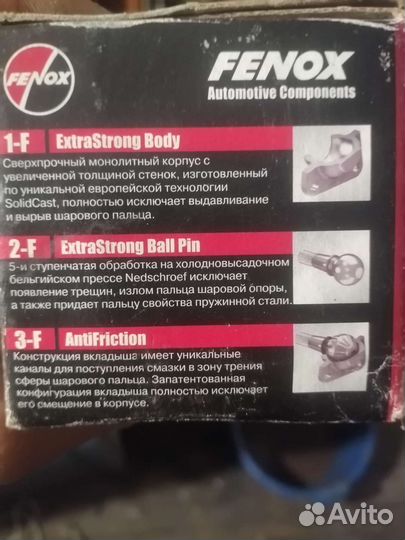 FENOX
FENOX
Automotive Components
1-F ExtraStrong Body
Сверхпрочный монолитный корпус с
увеличенной толщиной стенок, изготовленный
по уникальной европейской технологии
SolidCast, полностью исключает выдавливание
и вырыв шарового пальца.
2-F ExtraStrong Ball Pin
5-и ступенчатая обработка на холодновысадочном
бельгийском прессе Nedschroef исключает
появление трещин, излом пальца шаровой опоры,
а также придает пальцу свойства пружинной стали.
3-F AntiFriction
Конструкция вкладыша имеет уникальные
каналы для поступления смазки в зону трения
сферы шарового пальца. Запатентованная
конфигурация вкладыша полностью исключает
его смещение в корпусе.
Avito